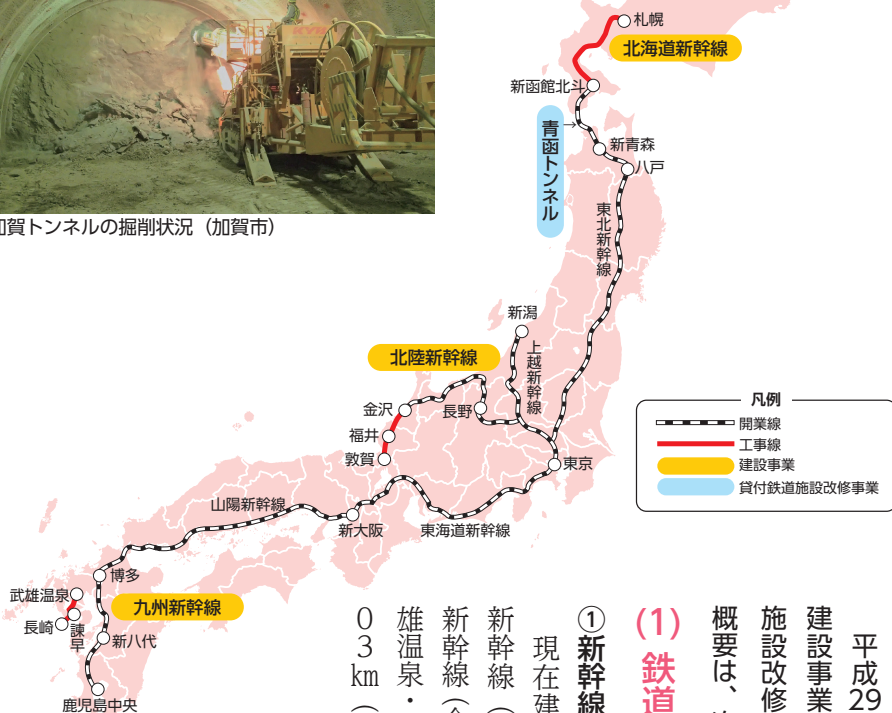 加賀トンネルの掘削状況（加賀市）
札幌
北海道新幹線
新函館北斗
青函トンネル
新青森
八戸
東北新幹線
新潟
上越新幹線
北陸新幹線
金沢
長野
福井
敦賀
東京
凡例
開業線
工事線
建設事業
貸付鉄道施設改修事業
山陽新幹線
新大阪
東海道新幹線
博多
武雄温泉
九州新幹線
長崎
諫早
新八代
鹿児島中央
平成29
建設事業
施設改修
概要は、
(1) 鉄道
①新幹線
現在建
新幹線（
新幹線（金
雄温泉・
03㎞（